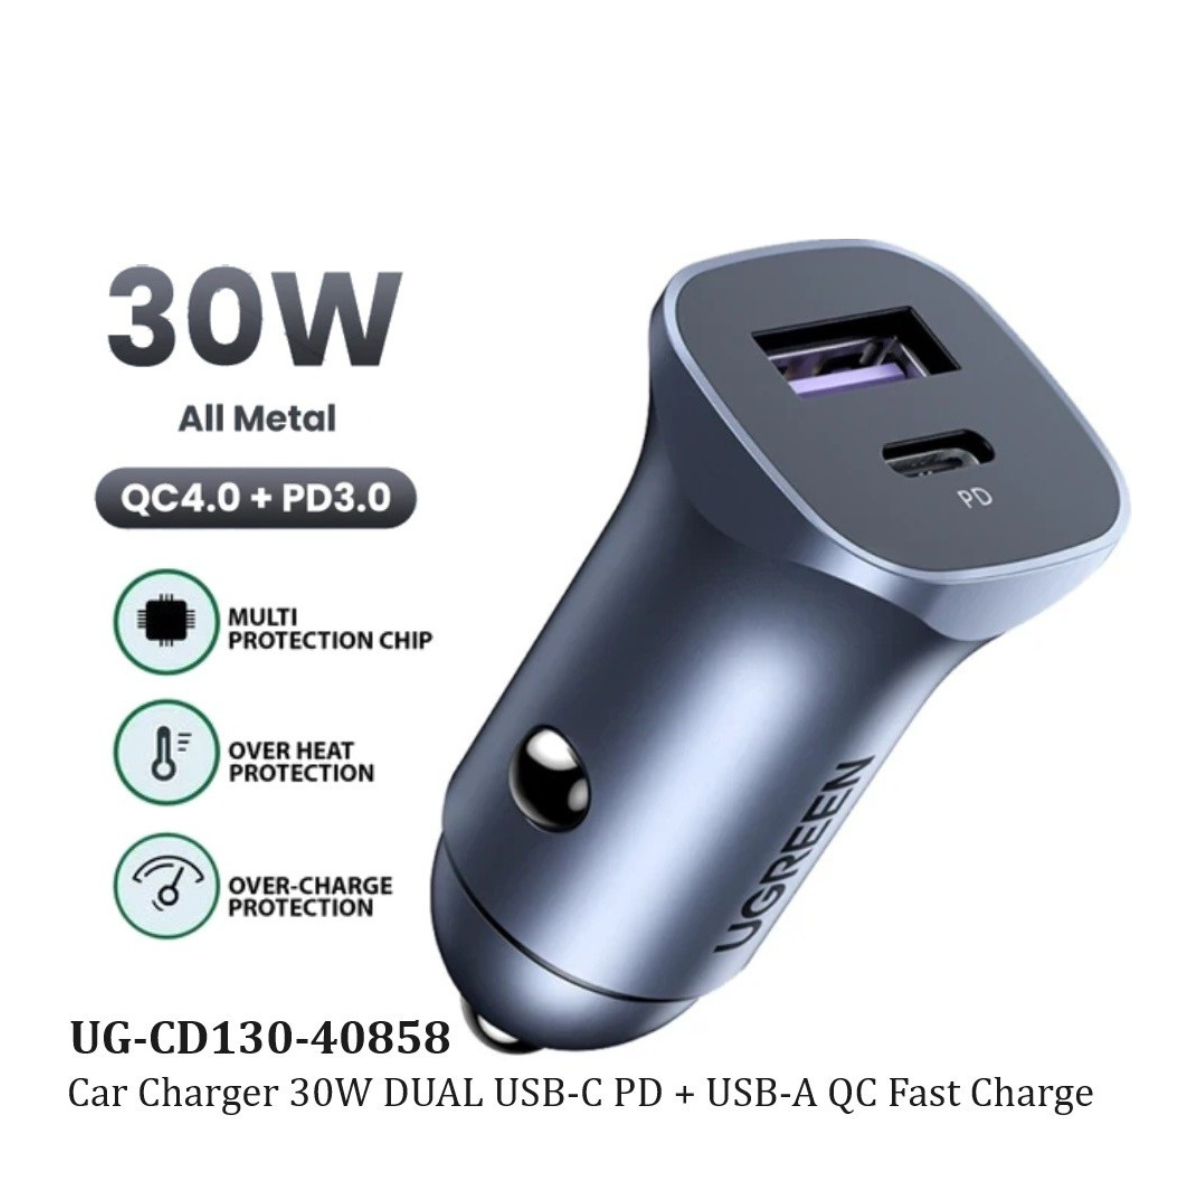 30W
All Metal
QC4.0 + PD3.0
MULTI
PROTECTION CHIP
OVER HEAT
PROTECTION
OVER-CHARGE
PROTECTION
PD
UGREEN
UG-CD130-40858
Car Charger 30W DUAL USB-C PD + USB-A QC Fast Charge